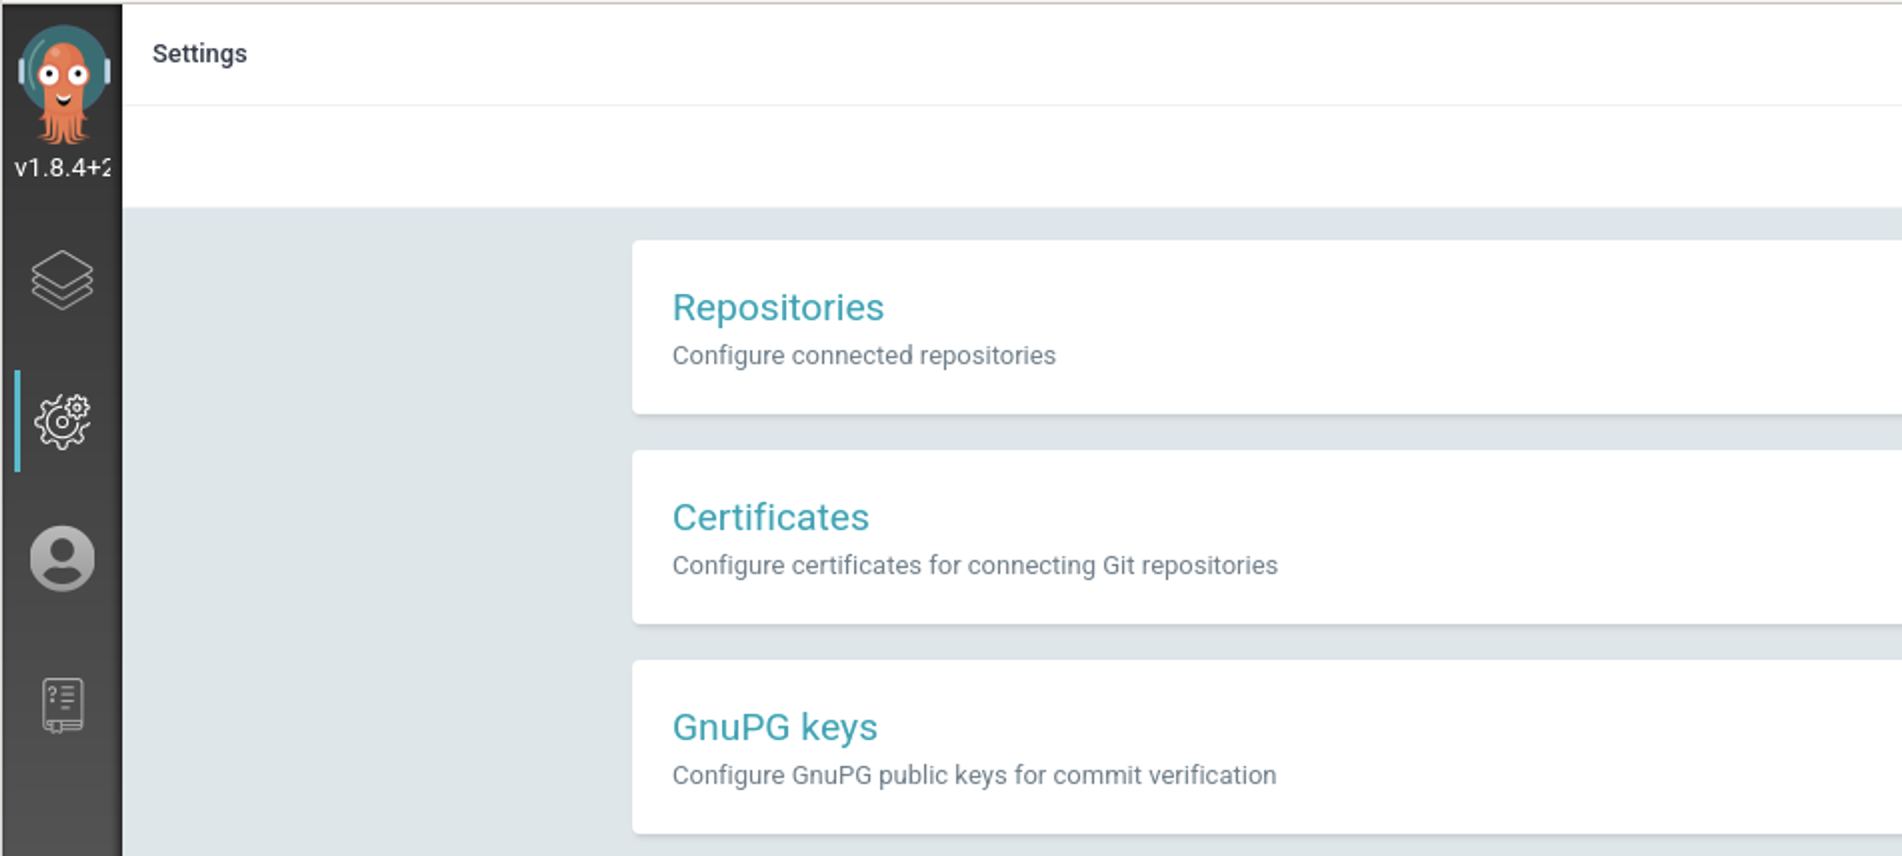 Settings
v1.8.4+2
Repositories
Configure connected repositories
Certificates
Configure certificates for connecting Git repositories
GnuPG keys
Configure GnuPG public keys for commit verification